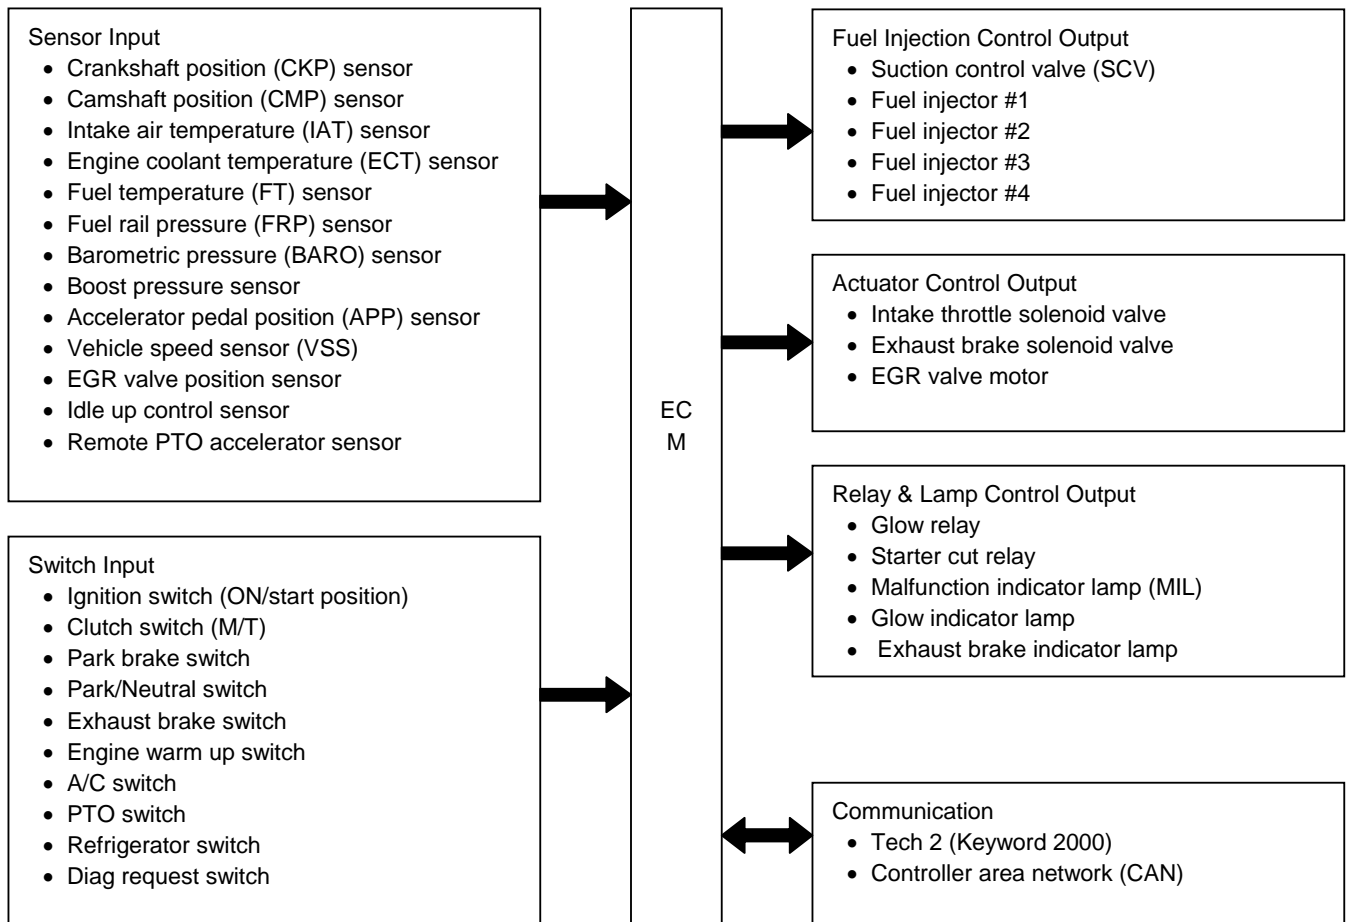 Sensor Input
• Crankshaft position (CKP) sensor
• Camshaft position (CMP) sensor
• Intake air temperature (IAT) sensor
• Engine coolant temperature (ECT) sensor
• Fuel temperature (FT) sensor
• Fuel rail pressure (FRP) sensor
• Barometric pressure (BARO) sensor
• Boost pressure sensor
• Accelerator pedal position (APP) sensor
• Vehicle speed sensor (VSS)
• EGR valve position sensor
• Idle up control sensor
• Remote PTO accelerator sensor
Switch Input
• Ignition switch (ON/start position)
• Clutch switch (M/T)
• Park brake switch
• Park/Neutral switch
• Exhaust brake switch
• Engine warm up switch
• A/C switch
• PTO switch
• Refrigerator switch
• Diag request switch
EC
M
Fuel Injection Control Output
• Suction control valve (SCV)
• Fuel injector #1
• Fuel injector #2
• Fuel injector #3
• Fuel injector #4
Actuator Control Output
• Intake throttle solenoid valve
• Exhaust brake solenoid valve
• EGR valve motor
Relay & Lamp Control Output
• Glow relay
• Starter cut relay
• Malfunction indicator lamp (MIL)
• Glow indicator lamp
• Exhaust brake indicator lamp
Communication
• Tech 2 (Keyword 2000)
• Controller area network (CAN)